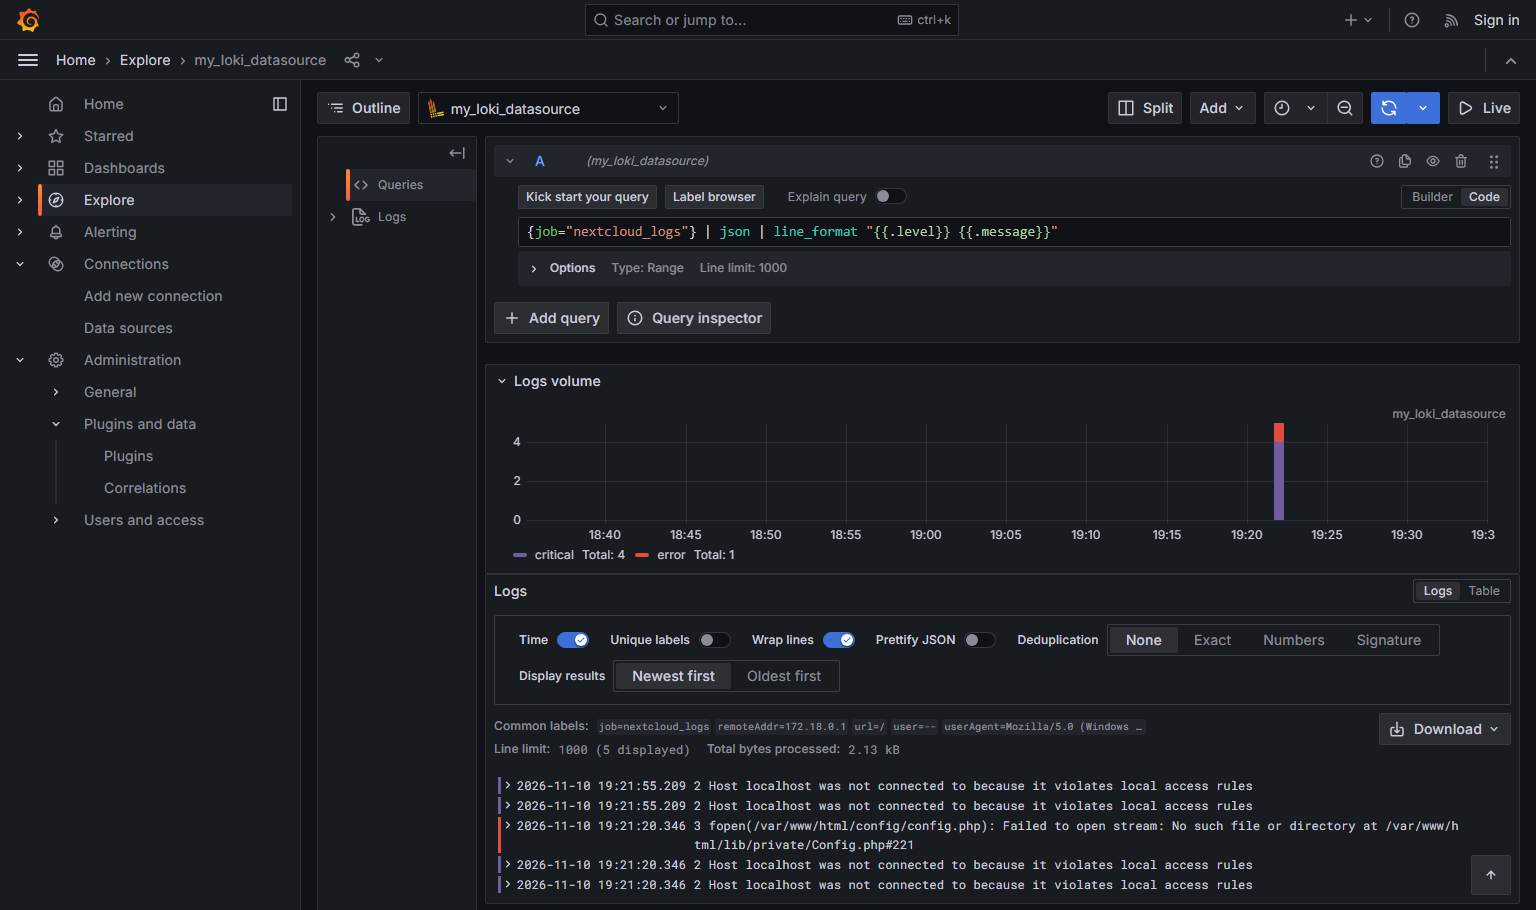 Search or jump to...
ctrl+k
Sign in
Home › Explore › my_loki_datasource
Home
Starred
Dashboards
Explore
Alerting
Connections
Add new connection
Data sources
Administration
General
Plugins and data
Plugins
Correlations
Users and access
Outline
my_loki_datasource
Split
Add
Live
Queries
Logs
A (my_loki_datasource)
Kick start your query
Label browser
Explain query
Builder
Code
{job="nextcloud_logs"} | json | line_format "{{.level}} {{.message}}"
Options Type: Range Line limit: 1000
+ Add query
Query inspector
Logs volume
my_loki_datasource
4
2
0
18:40 18:45 18:50 18:55 19:00 19:05 19:10 19:15 19:20 19:25 19:30 19:3
critical Total: 4 error Total: 1
Logs
Logs Table
Time Unique labels Wrap lines Prettify JSON Deduplication None Exact Numbers Signature
Display results Newest first Oldest first
Common labels: job=nextcloud_logs remoteAddr=172.18.0.1 url=/ user=-- userAgent=Mozilla/5.0 (Windows …
Download
Line limit: 1000 (5 displayed) Total bytes processed: 2.13 kB
2026-11-10 19:21:55.209 2 Host localhost was not connected to because it violates local access rules
2026-11-10 19:21:55.209 2 Host localhost was not connected to because it violates local access rules
2026-11-10 19:21:20.346 3 fopen(/var/www/html/config/config.php): Failed to open stream: No such file or directory at /var/www/h
tml/lib/private/Config.php#221
2026-11-10 19:21:20.346 2 Host localhost was not connected to because it violates local access rules
2026-11-10 19:21:20.346 2 Host localhost was not connected to because it violates local access rules